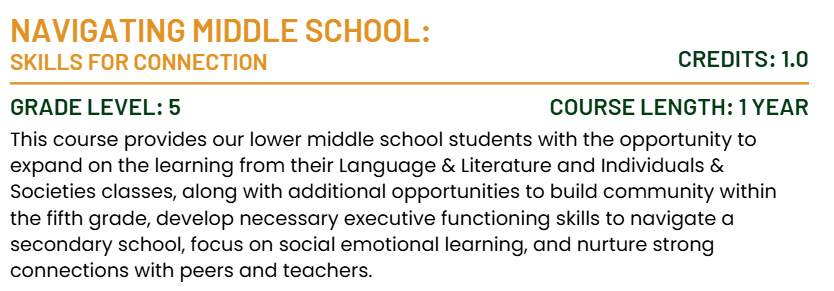 NAVIGATING MIDDLE SCHOOL:
SKILLS FOR CONNECTION
CREDITS: 1.0
GRADE LEVEL: 5
COURSE LENGTH: 1 YEAR
This course provides our lower middle school students with the opportunity to
expand on the learning from their Language & Literature and Individuals &
Societies classes, along with additional opportunities to build community within
the fifth grade, develop necessary executive functioning skills to navigate a
secondary school, focus on social emotional learning, and nurture strong
connections with peers and teachers.